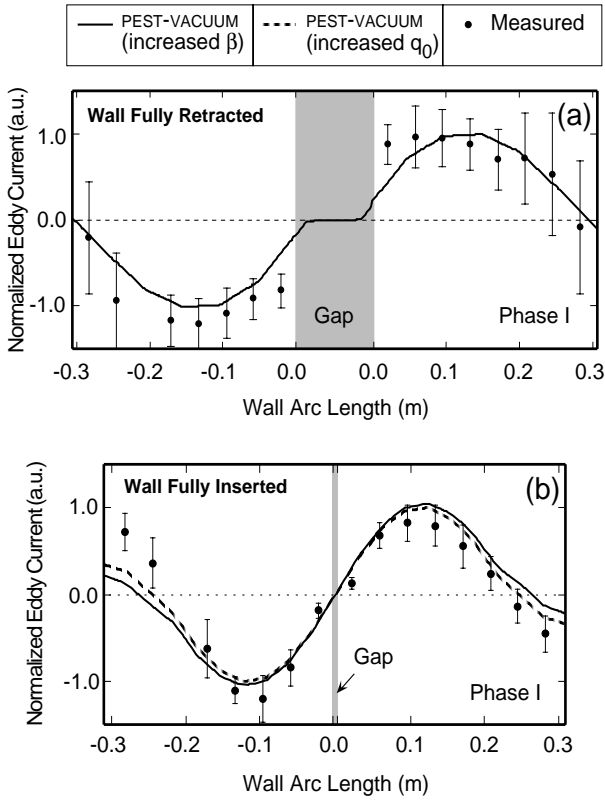 PEST-VACUUM
(increased β)
PEST-VACUUM
(increased q0)
Measured
Wall Fully Retracted
(a)
Normalized Eddy Current (a.u.)
1.0
0.0
-1.0
Gap
Phase I
-0.3 -0.2 -0.1 0.0 0.0 0.1 0.2 0.3
Wall Arc Length (m)
Wall Fully Inserted
(b)
Normalized Eddy Current (a.u.)
1.0
0.0
-1.0
Gap
Phase I
-0.3 -0.2 -0.1 0.0 0.1 0.2 0.3
Wall Arc Length (m)